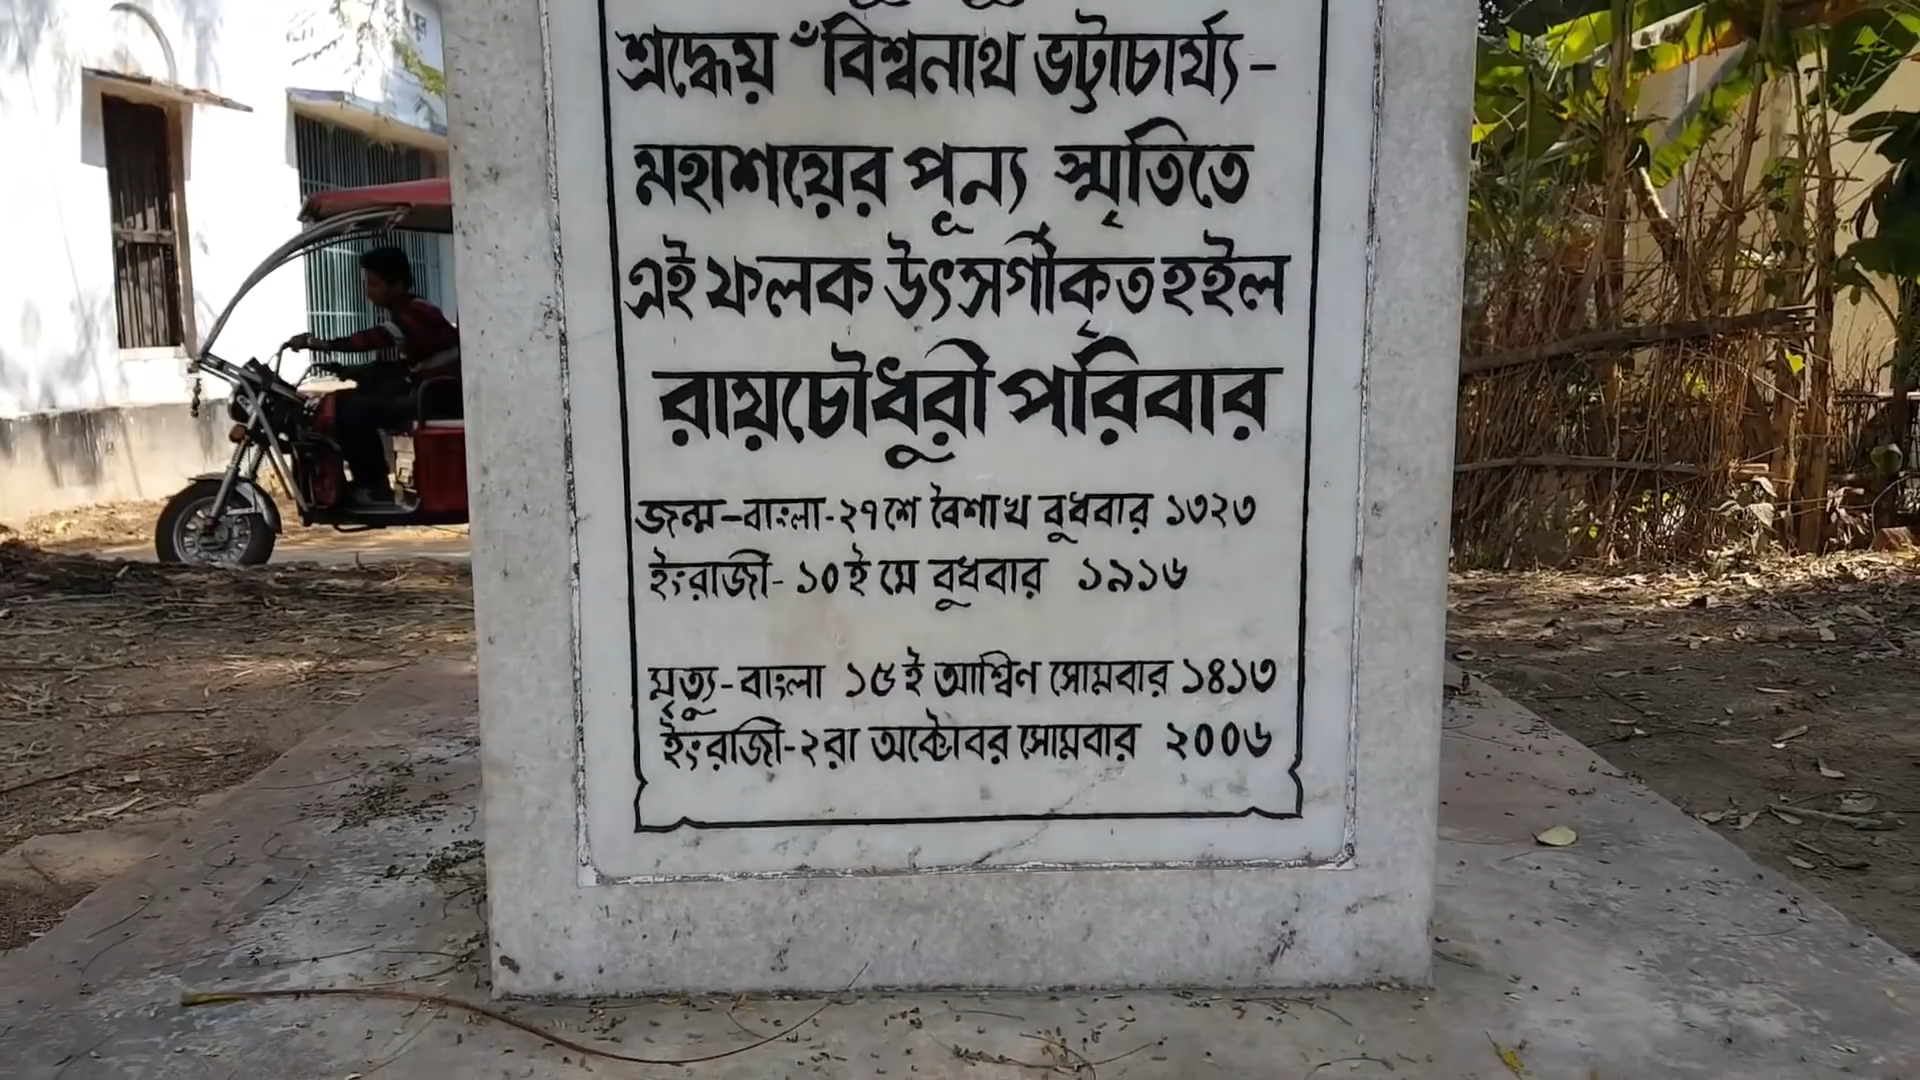 শ্রদ্ধেয় ঁবিশ্বনাথ ভট্টাচার্য্য-
মহাশয়ের পূন্য স্মৃতিতে
এই ফলক উৎসর্গীকৃত হইল
রায়চৌধুরী পরিবার
জন্ম-বাংলা-২৭শে বৈশাখ বুধবার ১৩২৩
ইংরাজী-১০ই মে বুধবার ১৯১৬
মৃত্যু-বাংলা ১৫ই আশ্বিণ সোমবার ১৪১৩
ইংরাজী-২রা অক্টোবর সোমবার ২০০৬